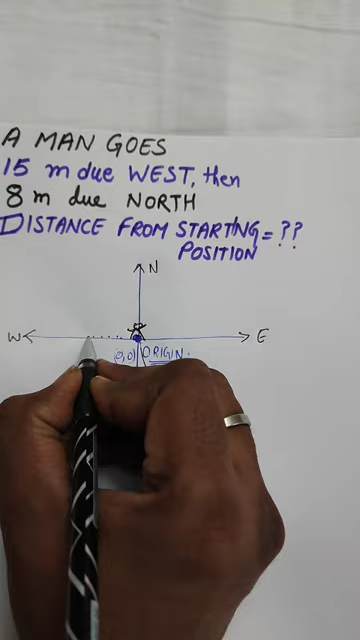 A MAN GOES
15 m due WEST, then
8 m due NORTH
DISTANCE FROM STARTING = ??
POSITION
N
W E
(0,0) ORIGIN.